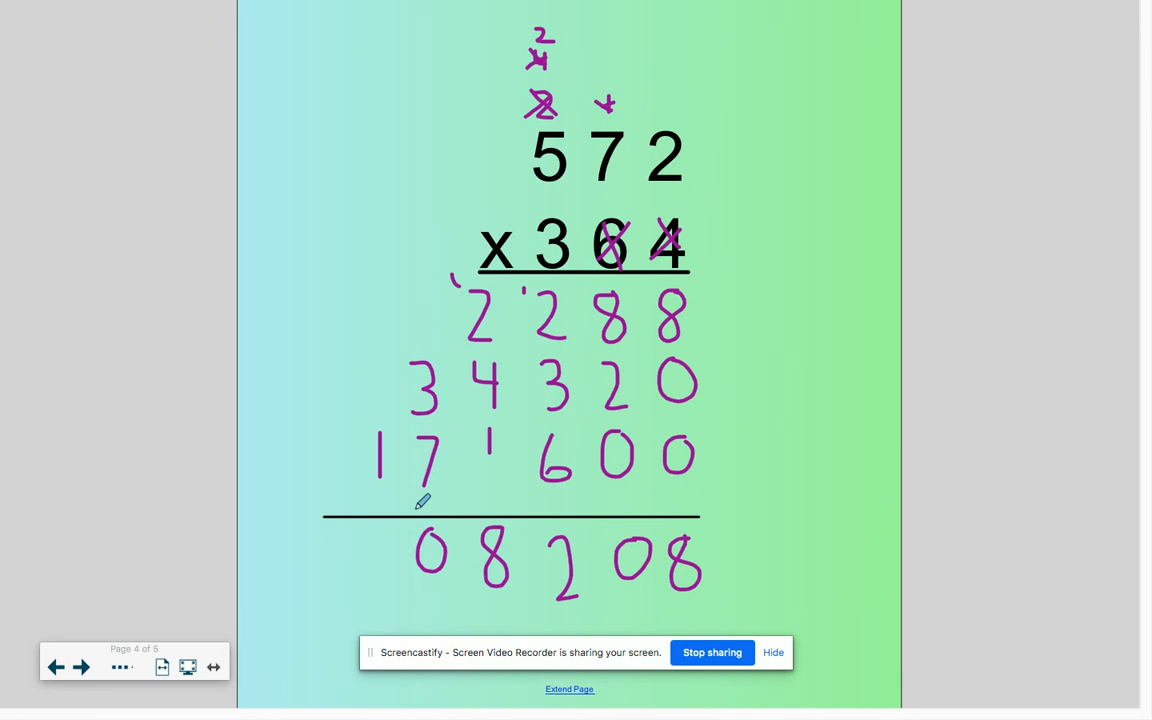 2
4
2 4
5 7 2
x 3 6 4
1 1
2 2 8 8
3 4 3 2 0
1 7 1 6 0 0
0 8 2 0 8
Page 4 of 5
Screencastify - Screen Video Recorder is sharing your screen. Stop sharing Hide
Extend Page